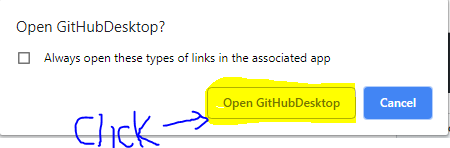 Open GitHubDesktop?
Always open these types of links in the associated app
Open GitHubDesktop Cancel
Click